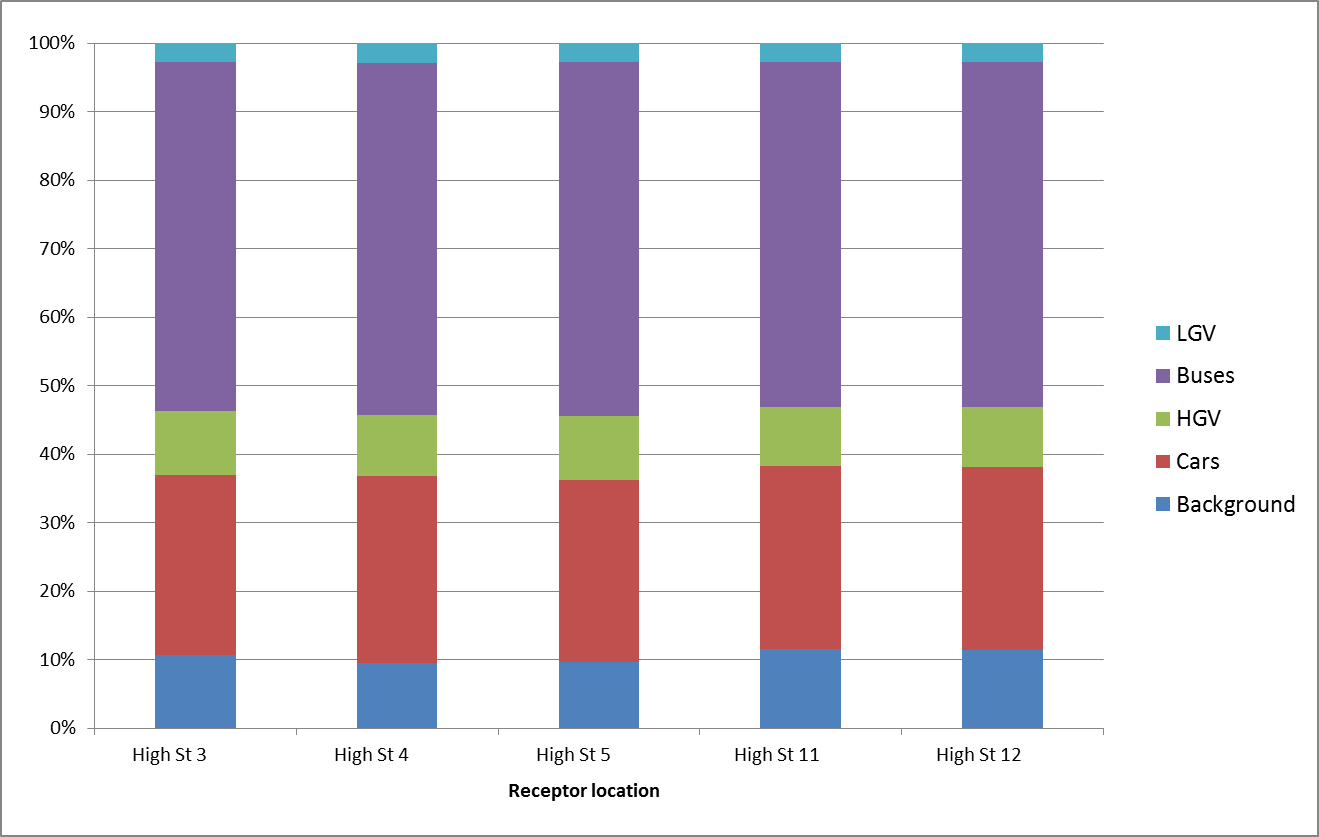 100%
90%
80%
70%
60%
50%
40%
30%
20%
10%
0%
High St 3
High St 4
High St 5
High St 11
High St 12
Receptor location
LGV
Buses
HGV
Cars
Background